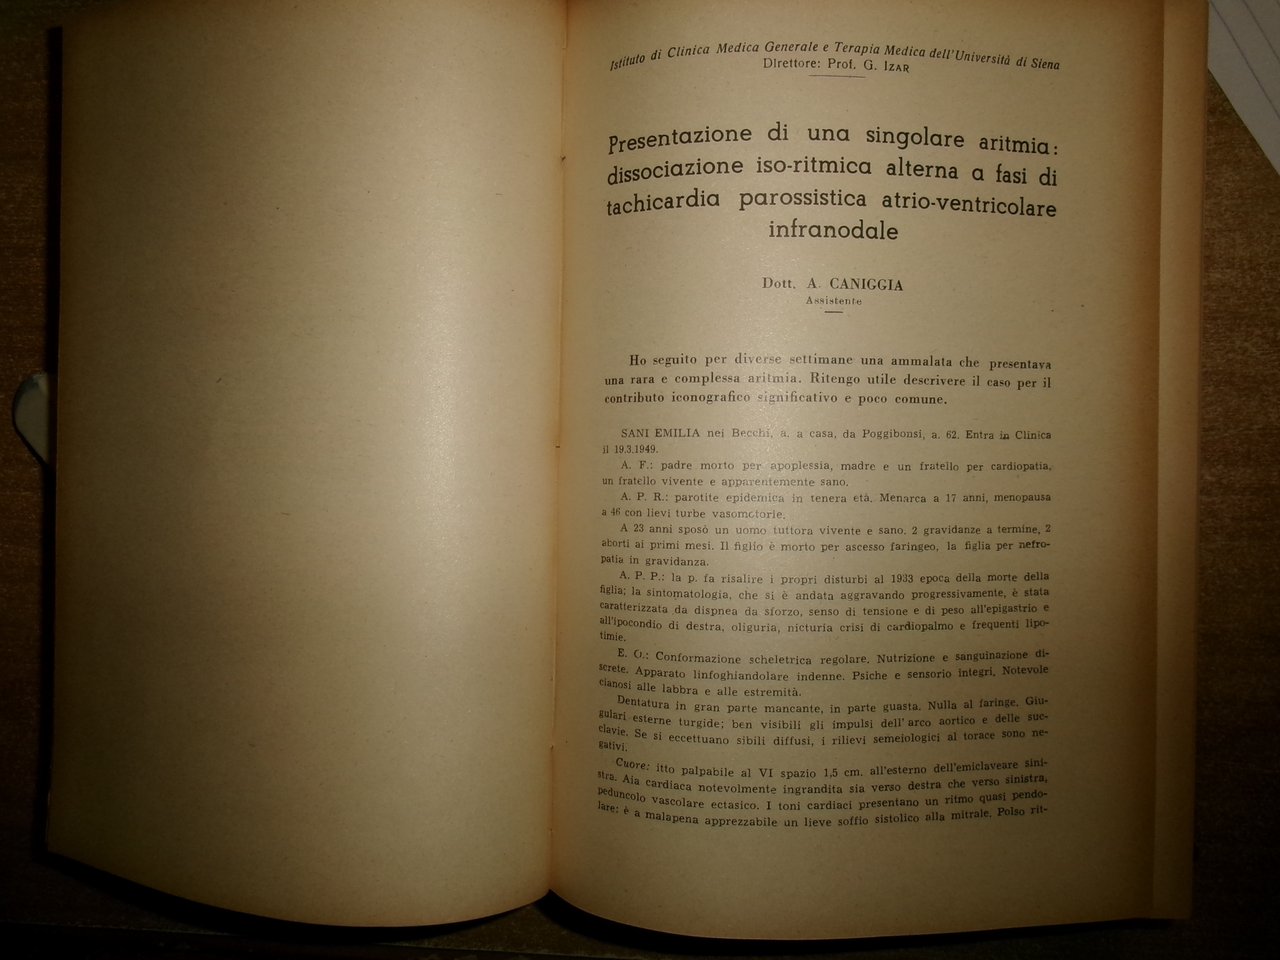 Istituto di Clinica Medica Generale e Terapia Medica dell'Università di Siena
Direttore: Prof. G. IZAR
Presentazione di una singolare aritmia:
dissociazione iso-ritmica alterna a fasi di
tachicardia parossistica atrio-ventricolare
infranodale
Dott. A. CANIGGIA
Assistente
Ho seguito per diverse settimane una ammalata che presentava
una rara e complessa aritmia. Ritengo utile descrivere il caso per il
contributo iconografico significativo e poco comune.
SANI EMILIA nei Becchi, a. a casa, da Poggibonsi, a. 62. Entra in Clinica
il 19.3.1949.
A. F.: padre morto per apoplessia, madre e un fratello per cardiopatia,
un fratello vivente e apparentemente sano.
A. P. R.: parotite epidemica in tenera età. Menarca a 17 anni, menopausa
a 46 con lievi turbe vasomotorie.
A 23 anni sposò un uomo tuttora vivente e sano. 2 gravidanze a termine, 2
aborti ai primi mesi. Il figlio è morto per ascesso faringeo, la figlia per nefro-
patia in gravidanza.
A. P. P.: la p. fa risalire i propri disturbi al 1933 epoca della morte della
figlia; la sintomatologia, che si è andata aggravando progressivamente, è stata
caratterizzata da dispnea da sforzo, senso di tensione e di peso all'epigastrio e
all'ipocondio di destra, oliguria, nicturia crisi di cardiopalmo e frequenti lipo-
timie.
E. O.: Conformazione scheletrica regolare. Nutrizione e sanguinazione di-
screte. Apparato linfoghiandolare indenne. Psiche e sensorio integri. Notevole
cianosi alle labbra e alle estremità.
Dentatura in gran parte mancante, in parte guasta. Nulla al faringe. Giu-
gulari esterne turgide; ben visibili gli impulsi dell'arco aortico e delle suc-
clavie. Se si eccettuano sibili diffusi, i rilievi semeiologici al torace sono ne-
gativi.
Cuore: itto palpabile al VI spazio 1,5 cm. all'esterno dell'emiclaveare sini-
stra. Aia cardiaca notevolmente ingrandita sia verso destra che verso sinistra,
peduncolo vascolare ectasico. I toni cardiaci presentano un ritmo quasi pendo-
lare; è a malapena apprezzabile un lieve soffio sistolico alla mitrale. Polso rit-